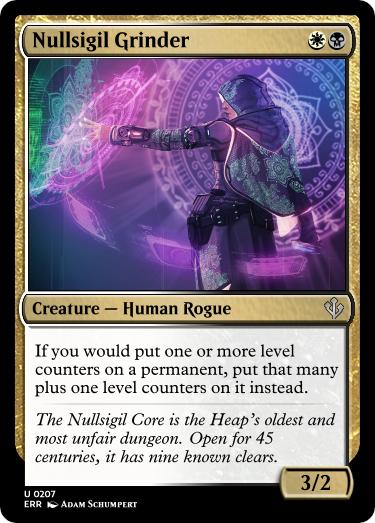 Nullsigil Grinder
Creature — Human Rogue
If you would put one or more level
counters on a permanent, put that many
plus one level counters on it instead.
The Nullsigil Core is the Heap's oldest and
most unfair dungeon. Open for 45
centuries, it has nine known clears.
3/2
U 0207
ERR Adam Schumpert